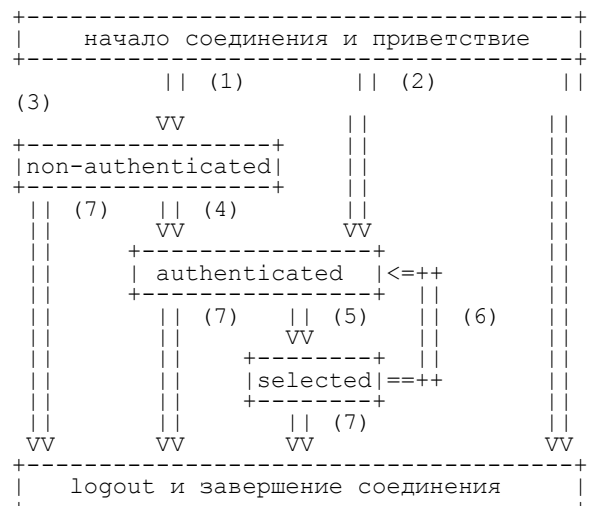 начало соединения и приветствие
(1) (2)
(3)
non-authenticated
(7) (4)
authenticated
(7) (5) (6)
selected
(7)
logout и завершение соединения